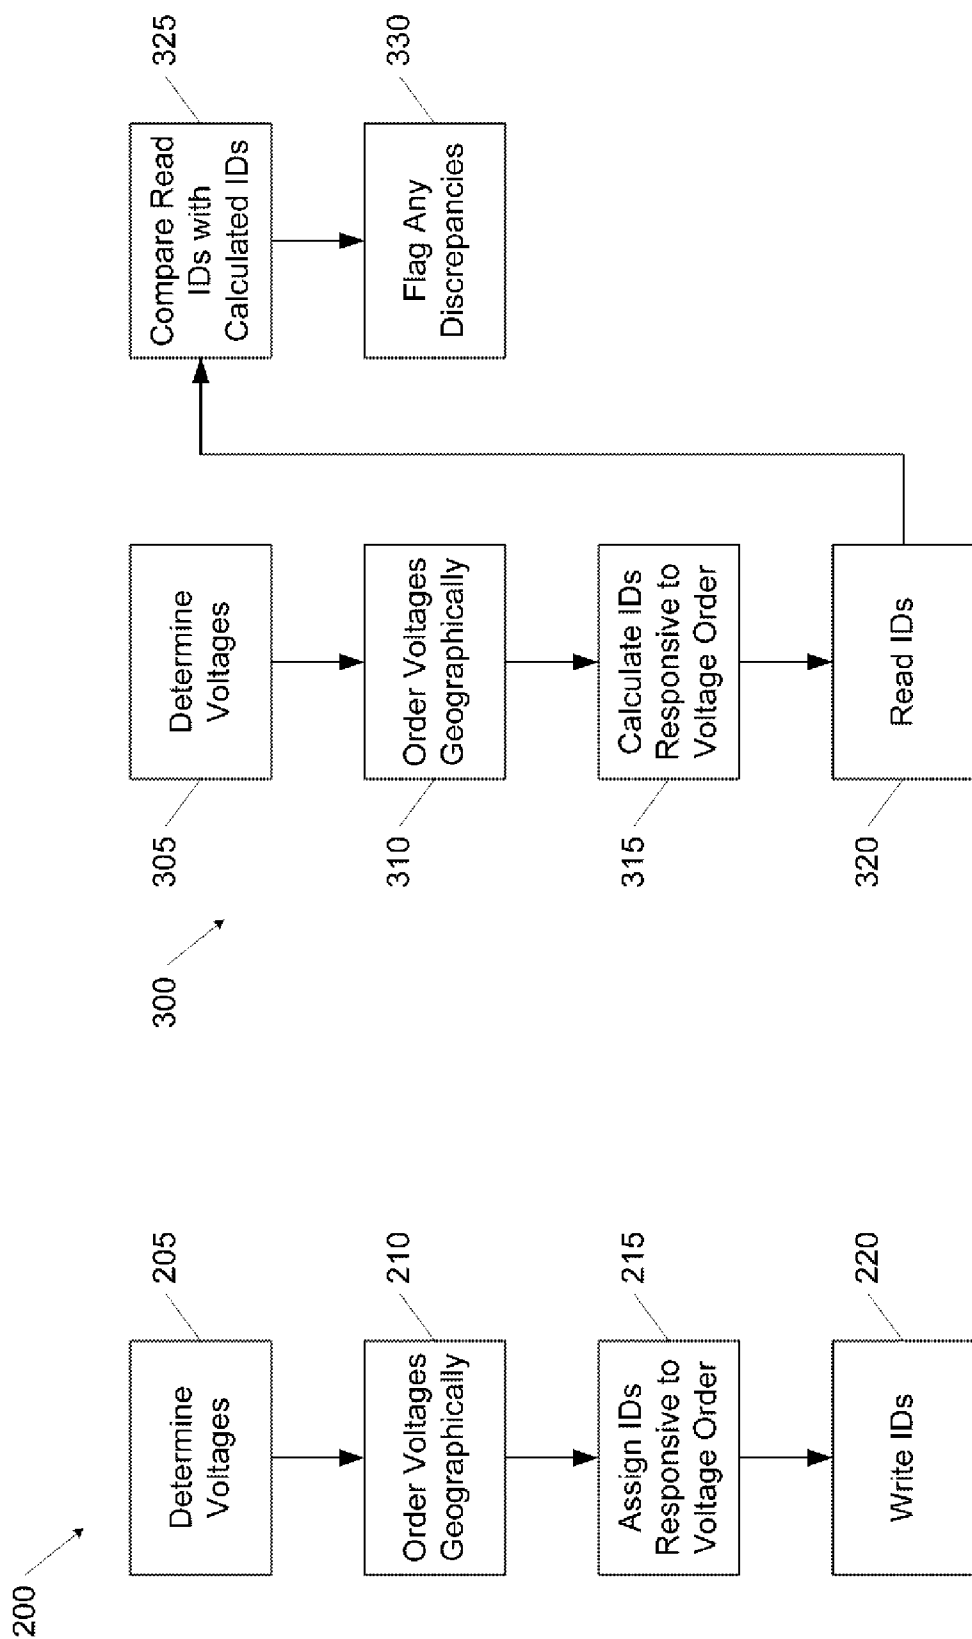 200
Determine
Voltages
205
Order Voltages
Geographically
210
Assign IDs
Responsive to
Voltage Order
215
Write IDs
220
300
Determine
Voltages
305
Order Voltages
Geographically
310
Calculate IDs
Responsive to
Voltage Order
315
Read IDs
320
Compare Read
IDs with
Calculated IDs
325
Flag Any
Discrepancies
330